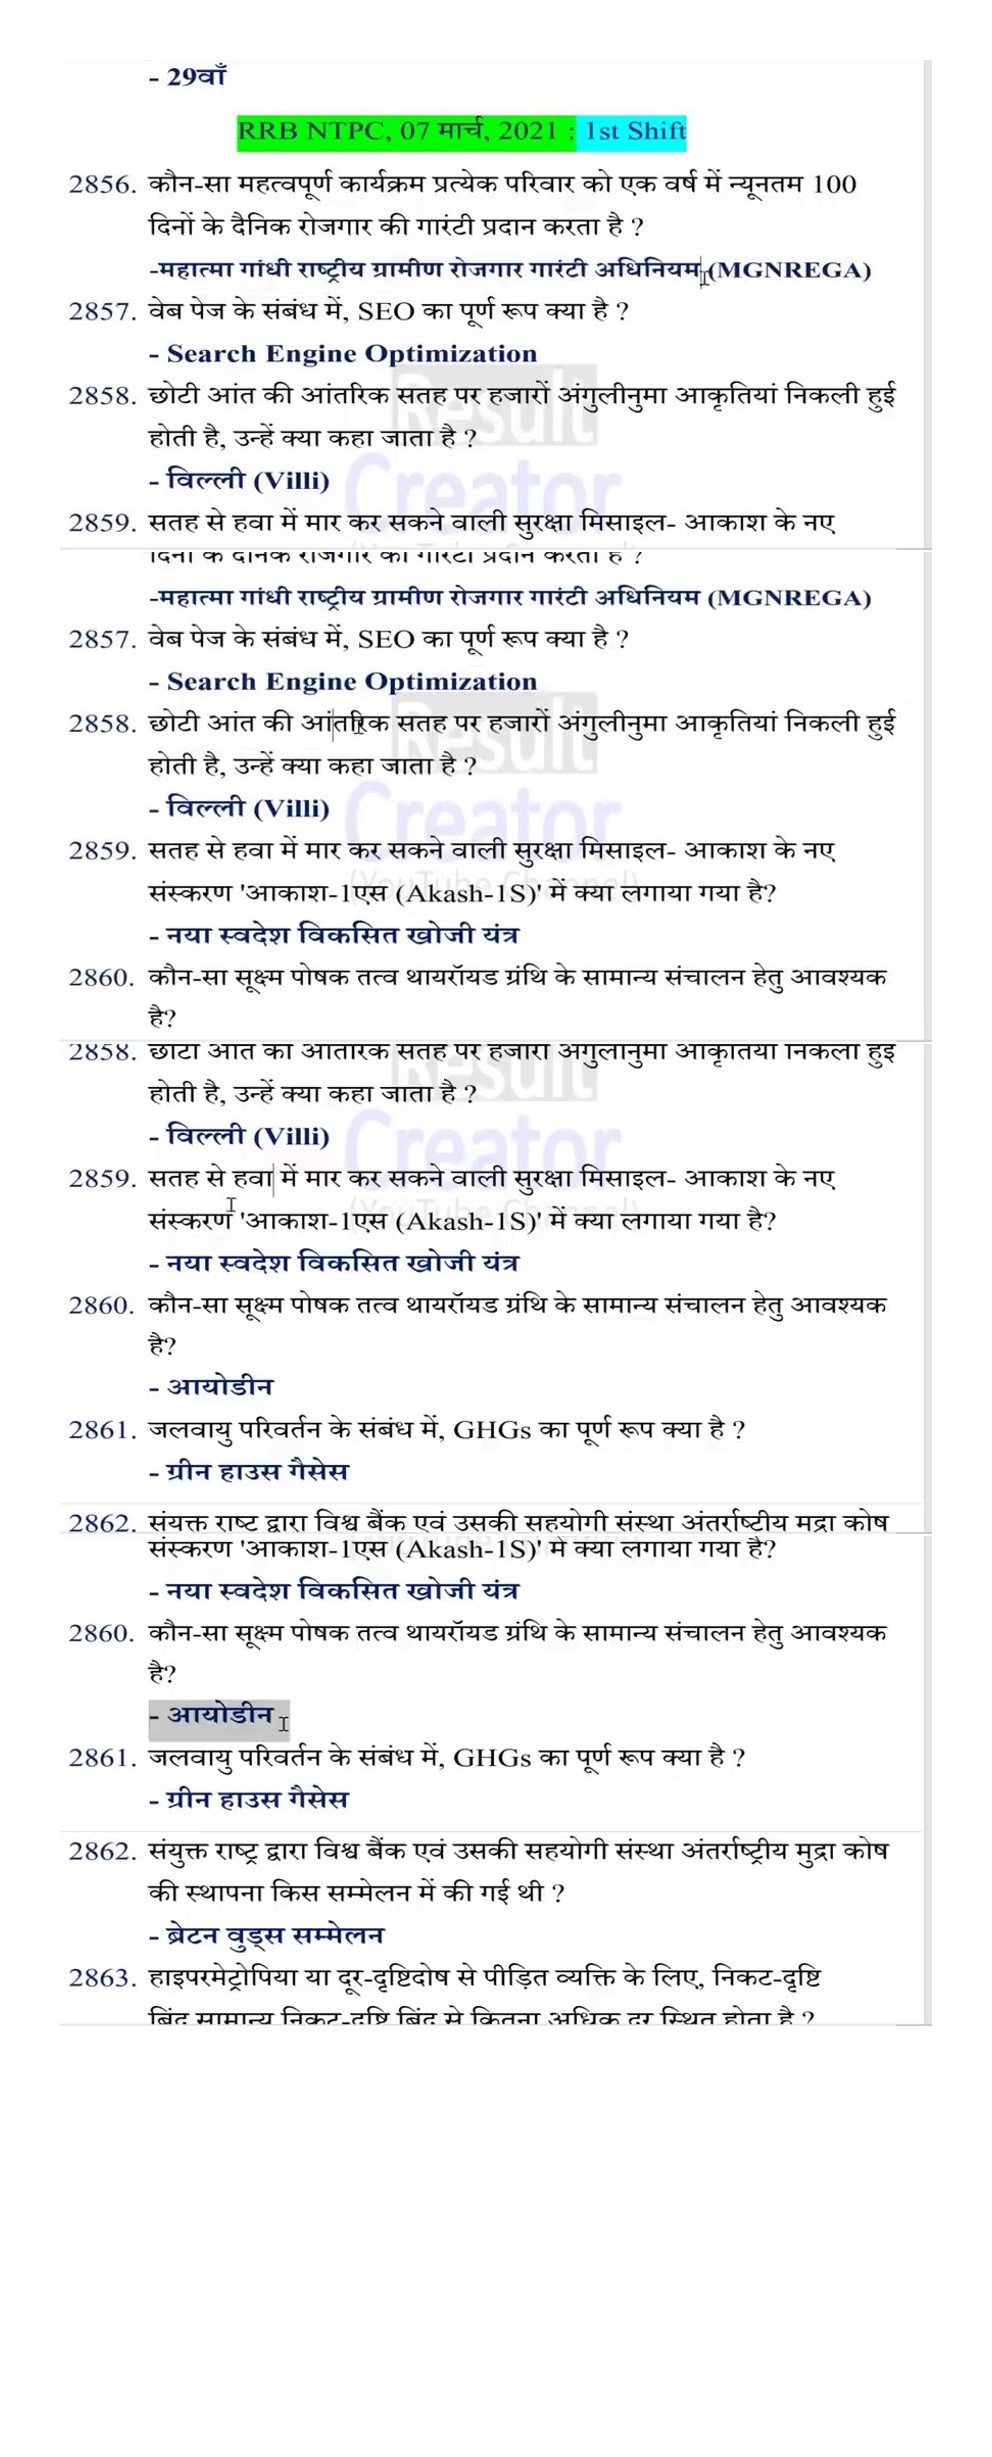 - 29वाँ
RRB NTPC, 07 मार्च, 2021 : 1st Shift
2856. कौन-सा महत्वपूर्ण कार्यक्रम प्रत्येक परिवार को एक वर्ष में न्यूनतम 100
दिनों के दैनिक रोजगार की गारंटी प्रदान करता है ?
-महात्मा गांधी राष्ट्रीय ग्रामीण रोजगार गारंटी अधिनियम (MGNREGA)
2857. वेब पेज के संबंध में, SEO का पूर्ण रूप क्या है ?
- Search Engine Optimization
2858. छोटी आंत की आंतरिक सतह पर हजारों अंगुलीनुमा आकृतियां निकली हुई
होती है, उन्हें क्या कहा जाता है ?
- विल्ली (Villi)
Result
Creator
2859. सतह से हवा में मार कर सकने वाली सुरक्षा मिसाइल- आकाश के नए
दिनों के दैनिक रोजगार की गारंटी प्रदान करता है ?
-महात्मा गांधी राष्ट्रीय ग्रामीण रोजगार गारंटी अधिनियम (MGNREGA)
2857. वेब पेज के संबंध में, SEO का पूर्ण रूप क्या है ?
- Search Engine Optimization
2858. छोटी आंत की आंतरिक सतह पर हजारों अंगुलीनुमा आकृतियां निकली हुई
होती है, उन्हें क्या कहा जाता है ?
- विल्ली (Villi)
Result
Creator
(YouTube Channel)
2859. सतह से हवा में मार कर सकने वाली सुरक्षा मिसाइल- आकाश के नए
संस्करण 'आकाश-1एस (Akash-1S)' में क्या लगाया गया है?
- नया स्वदेश विकसित खोजी यंत्र
2860. कौन-सा सूक्ष्म पोषक तत्व थायरॉयड ग्रंथि के सामान्य संचालन हेतु आवश्यक
है?
2858. छोटी आंत की आंतरिक सतह पर हजारों अंगुलीनुमा आकृतियां निकली हुई
होती है, उन्हें क्या कहा जाता है ?
- विल्ली (Villi)
Result
Creator
(YouTube Channel)
2859. सतह से हवा में मार कर सकने वाली सुरक्षा मिसाइल- आकाश के नए
संस्करण 'आकाश-1एस (Akash-1S)' में क्या लगाया गया है?
- नया स्वदेश विकसित खोजी यंत्र
2860. कौन-सा सूक्ष्म पोषक तत्व थायरॉयड ग्रंथि के सामान्य संचालन हेतु आवश्यक
है?
- आयोडीन
2861. जलवायु परिवर्तन के संबंध में, GHGs का पूर्ण रूप क्या है ?
- ग्रीन हाउस गैसेस
2862. संयुक्त राष्ट्र द्वारा विश्व बैंक एवं उसकी सहयोगी संस्था अंतर्राष्ट्रीय मुद्रा कोष
संस्करण 'आकाश-1एस (Akash-1S)' में क्या लगाया गया है?
- नया स्वदेश विकसित खोजी यंत्र
2860. कौन-सा सूक्ष्म पोषक तत्व थायरॉयड ग्रंथि के सामान्य संचालन हेतु आवश्यक
है?
- आयोडीन
2861. जलवायु परिवर्तन के संबंध में, GHGs का पूर्ण रूप क्या है ?
- ग्रीन हाउस गैसेस
2862. संयुक्त राष्ट्र द्वारा विश्व बैंक एवं उसकी सहयोगी संस्था अंतर्राष्ट्रीय मुद्रा कोष
की स्थापना किस सम्मेलन में की गई थी ?
- ब्रेटन वुड्स सम्मेलन
2863. हाइपरमेट्रोपिया या दूर-दृष्टिदोष से पीड़ित व्यक्ति के लिए, निकट-दृष्टि
बिंदु सामान्य निकट-दृष्टि बिंदु से कितना अधिक दूर स्थित होता है ?